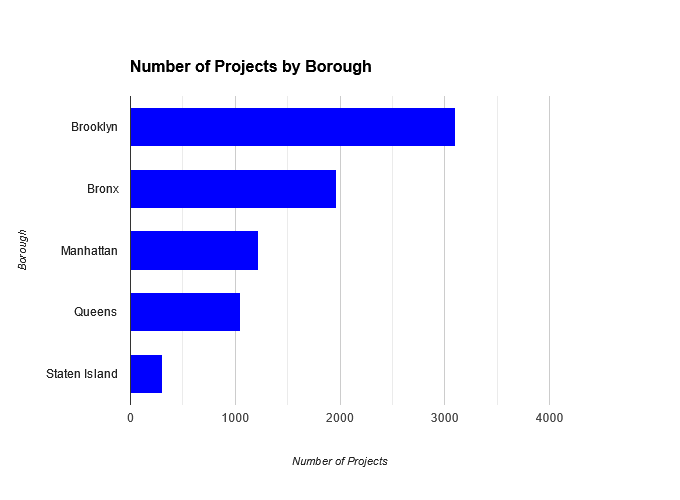 Number of Projects by Borough
Brooklyn
Bronx
Manhattan
Queens
Staten Island
Borough
0 1000 2000 3000 4000
Number of Projects